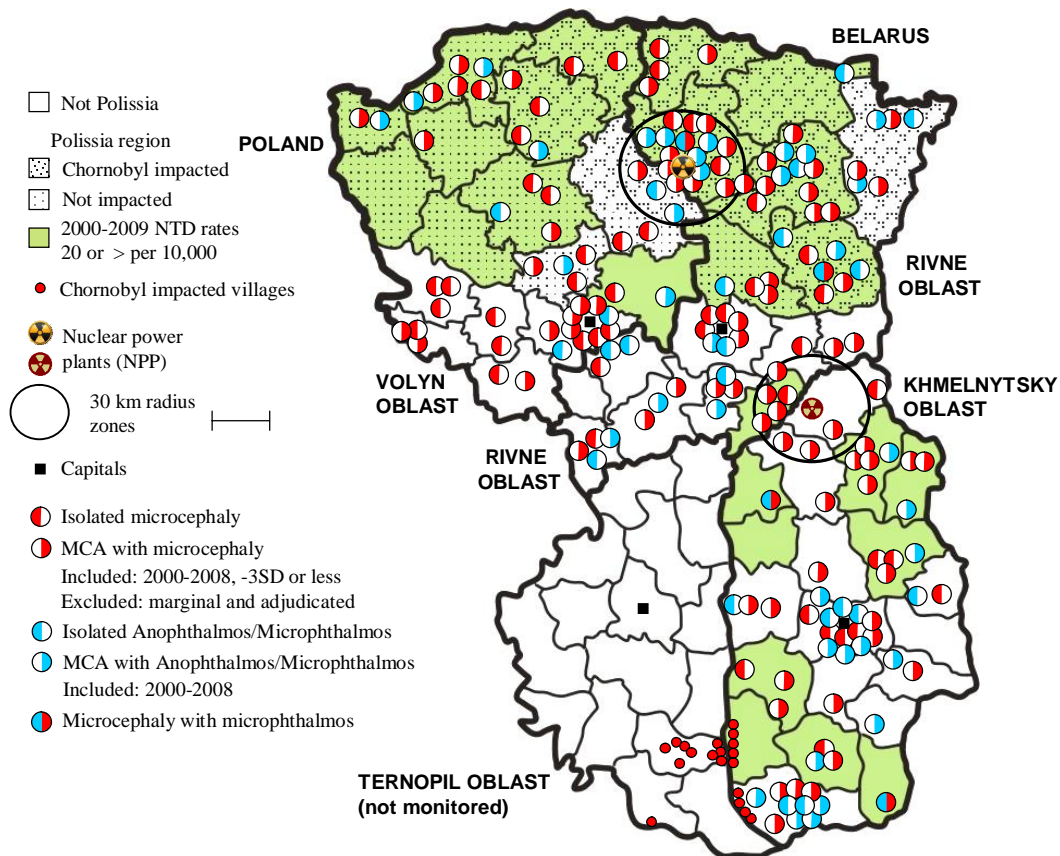 BELARUS
Not Polissia
Polissia region
POLAND
Chornobyl impacted
Not impacted
2000-2009 NTD rates
20 or > per 10,000
RIVNE
OBLAST
Chornobyl impacted villages
Nuclear power
plants (NPP)
VOLYN
OBLAST
KHMELNYTSKY
OBLAST
30 km radius
zones
RIVNE
OBLAST
Capitals
Isolated microcephaly
MCA with microcephaly
Included: 2000-2008, -3SD or less
Excluded: marginal and adjudicated
Isolated Anophthalmos/Microphthalmos
MCA with Anophthalmos/Microphthalmos
Included: 2000-2008
Microcephaly with microphthalmos
TERNOPIL OBLAST
(not monitored)